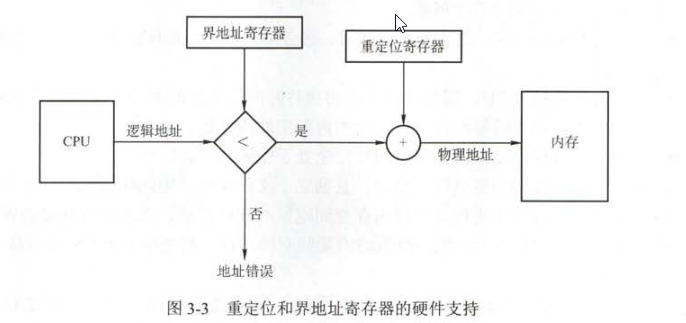 界地址寄存器
重定位寄存器
CPU
逻辑地址
<
是
+
物理地址
内存
否
地址错误
图 3-3 重定位和界地址寄存器的硬件支持